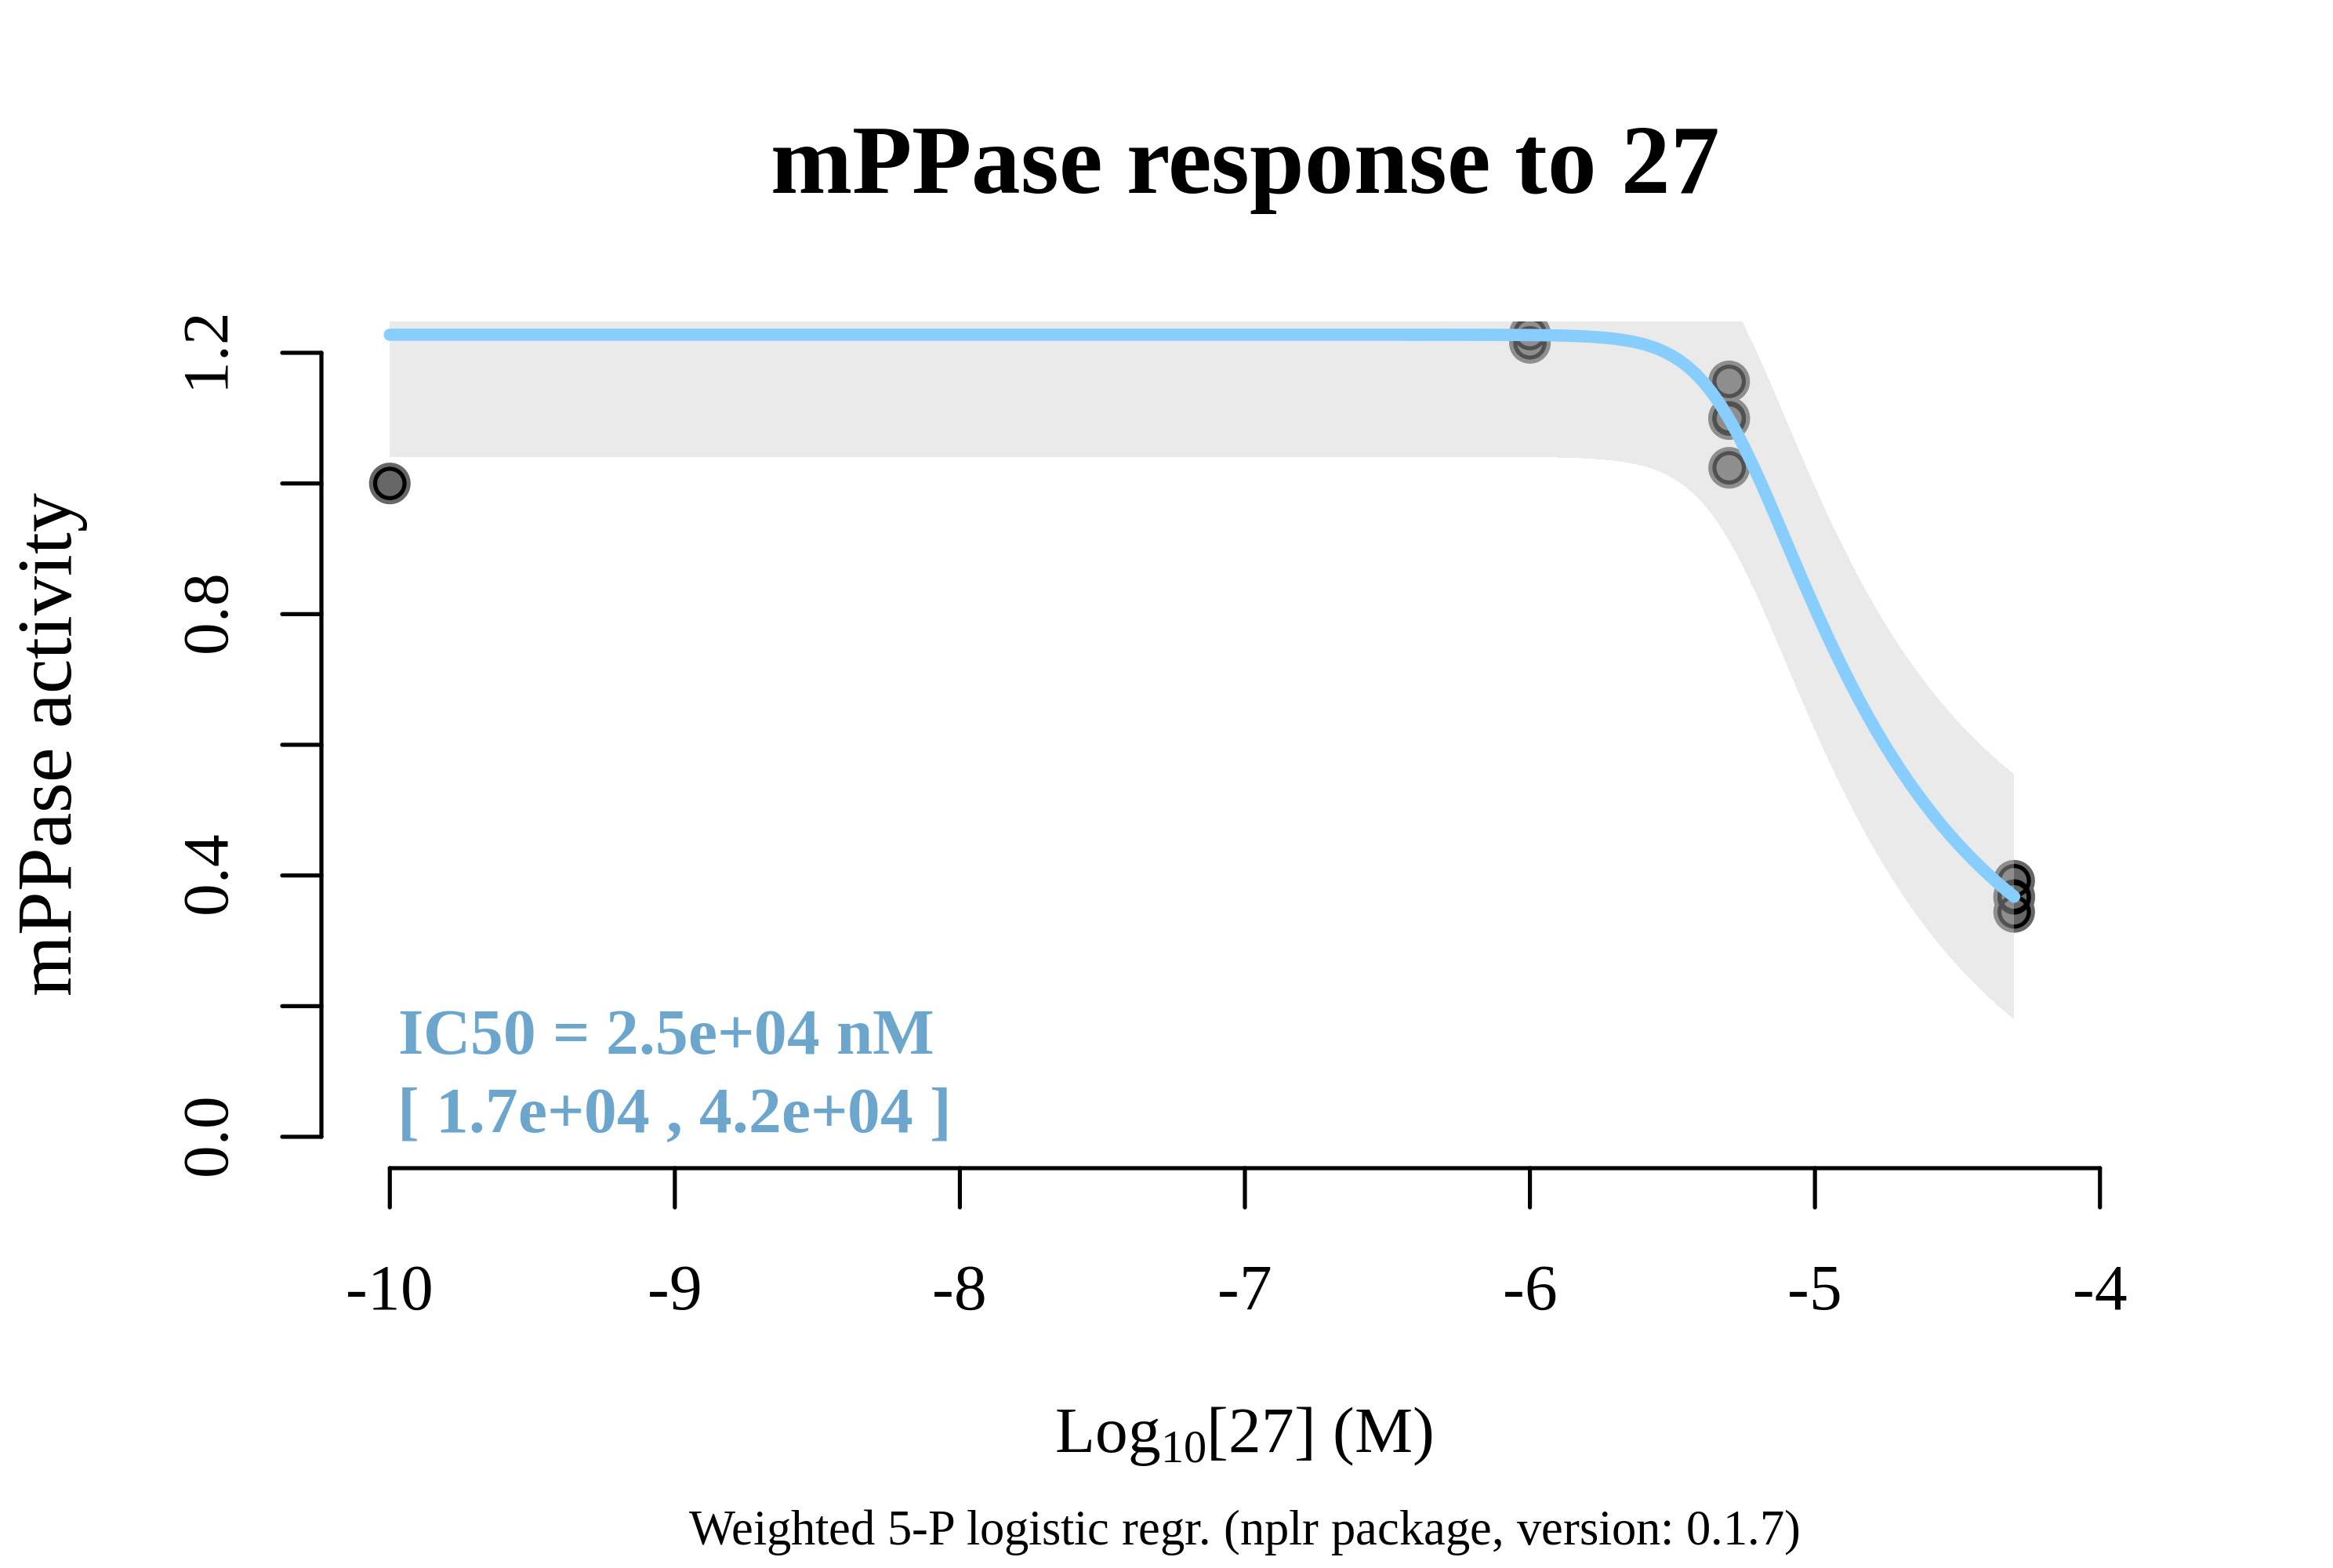 mPPase response to 27
mPPase activity
1.2
0.8
0.4
0.0
IC50 = 2.5e+04 nM
[ 1.7e+04 , 4.2e+04 ]
-10 -9 -8 -7 -6 -5 -4
Log₁₀[27] (M)
Weighted 5-P logistic regr. (nplr package, version: 0.1.7)